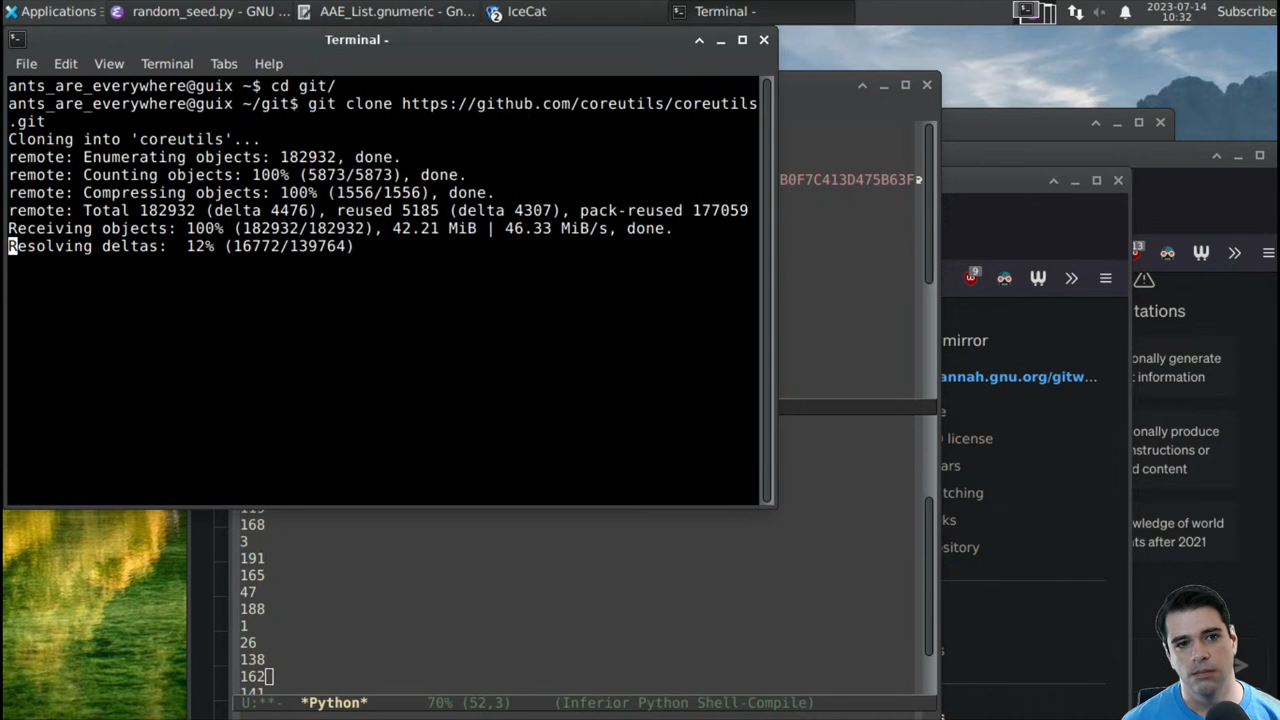 Applications
random_seed.py - GNU ...
AAE_List.gnumeric - Gn...
2
IceCat
Terminal -
2023-07-14
10:32
Subscribe
Terminal -
File Edit View Terminal Tabs Help
ants_are_everywhere@guix ~$ cd git/
ants_are_everywhere@guix ~/git$ git clone https://github.com/coreutils/coreutils
.git
Cloning into 'coreutils'...
remote: Enumerating objects: 182932, done.
remote: Counting objects: 100% (5873/5873), done.
remote: Compressing objects: 100% (1556/1556), done.
remote: Total 182932 (delta 4476), reused 5185 (delta 4307), pack-reused 177059
Receiving objects: 100% (182932/182932), 42.21 MiB | 46.33 MiB/s, done.
Resolving deltas: 12% (16772/139764)
B0F7C413D475B63F
9
13
mirror
annah.gnu.org/gitw...
e
license
ars
tching
ks
ository
s
tations
onally generate
t information
onally produce
nstructions or
d content
wledge of world
nts after 2021
168
3
191
165
47
188
1
26
138
162
141
U:**- *Python* 70% (52,3) (Inferior Python Shell-Compile)